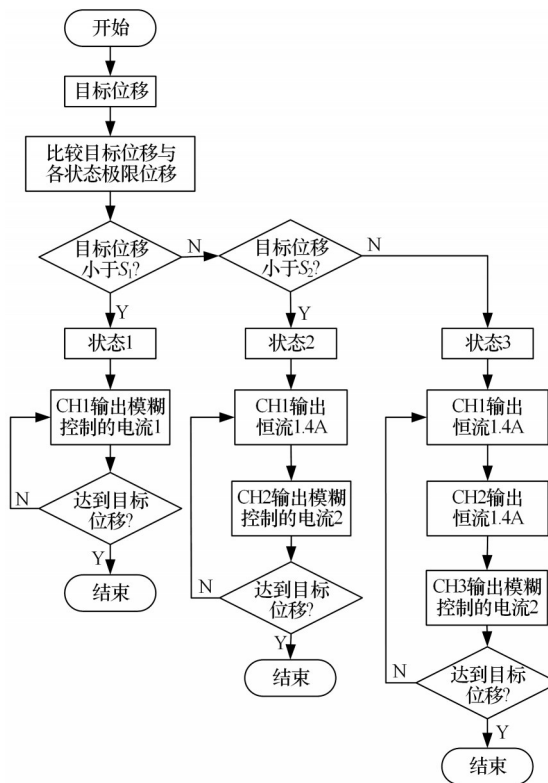 开始
目标位移
比较目标位移与
各状态极限位移
目标位移
小于S₁?
N
目标位移
小于S₂?
N
Y
Y
状态1
状态2
状态3
CH1输出模糊
控制的电流1
CH1输出
恒流1.4A
CH1输出
恒流1.4A
N
达到目标
位移?
Y
结束
CH2输出模糊
控制的电流2
CH2输出
恒流1.4A
N
达到目标
位移?
Y
结束
CH3输出模糊
控制的电流2
N
达到目标
位移?
Y
结束